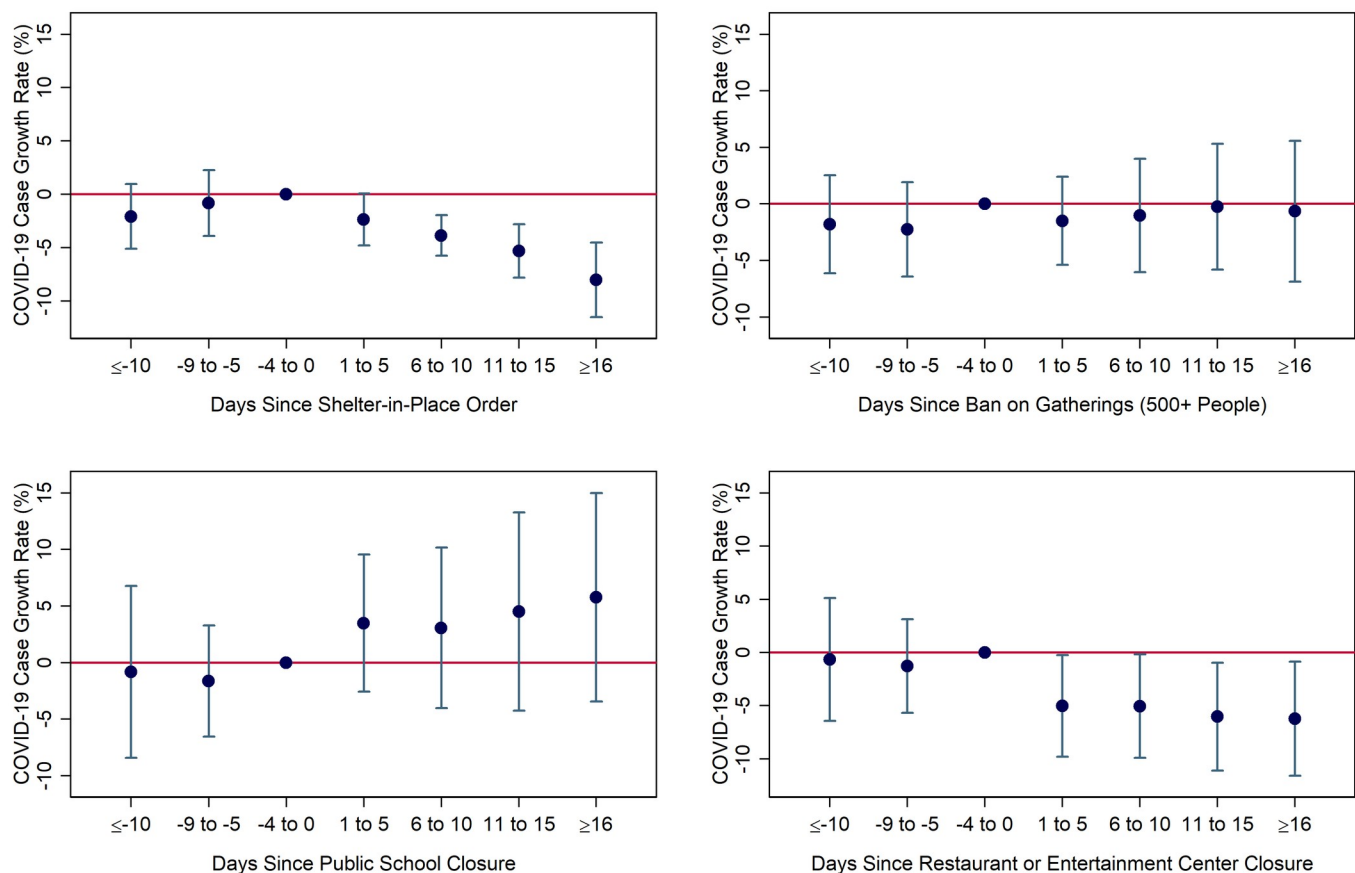 COVID-19 Case Growth Rate (%)
15
10
5
0
-5
-10
≤-10 -9 to -5 -4 to 0 1 to 5 6 to 10 11 to 15 ≥16
Days Since Shelter-in-Place Order
COVID-19 Case Growth Rate (%)
15
10
5
0
-5
-10
≤-10 -9 to -5 -4 to 0 1 to 5 6 to 10 11 to 15 ≥16
Days Since Ban on Gatherings (500+ People)
COVID-19 Case Growth Rate (%)
15
10
5
0
-5
-10
≤-10 -9 to -5 -4 to 0 1 to 5 6 to 10 11 to 15 ≥16
Days Since Public School Closure
COVID-19 Case Growth Rate (%)
15
10
5
0
-5
-10
≤-10 -9 to -5 -4 to 0 1 to 5 6 to 10 11 to 15 ≥16
Days Since Restaurant or Entertainment Center Closure